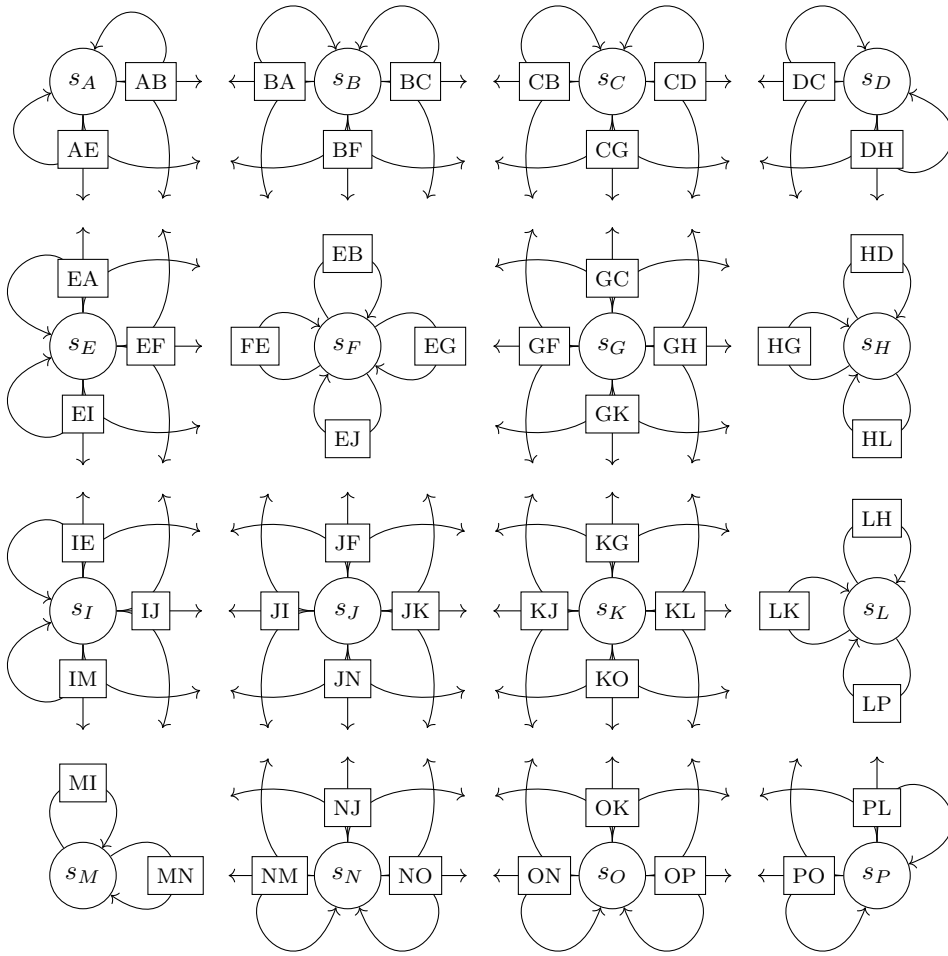 s_A AB BA s_B BC CB s_C CD DC s_D
AE BF CG DH
EA EB GC HD
s_E EF FE s_F EG GF s_G GH HG s_H
EI EJ GK HL
IE JF KG LH
s_I IJ JI s_J JK KJ s_K KL LK s_L
IM JN KO LP
MI NJ OK PL
s_M MN NM s_N NO ON s_O OP PO s_P